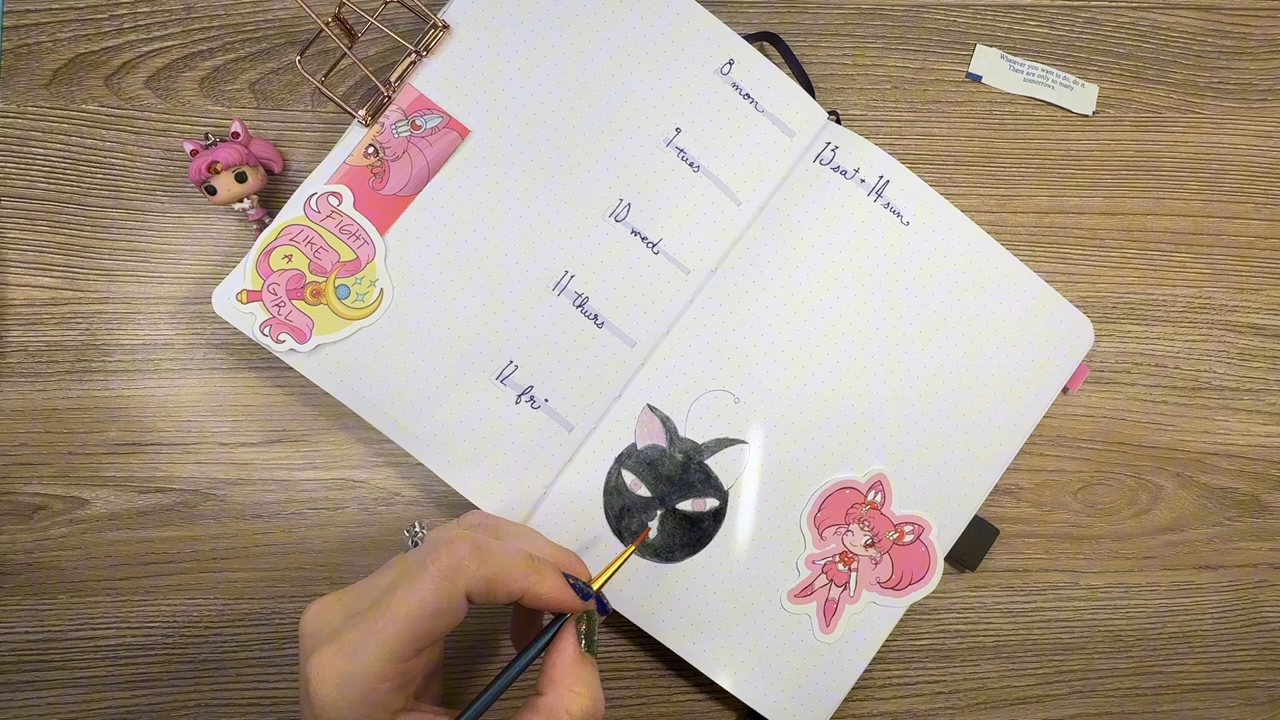 8 mon
9 tues
10 wed
11 thurs
12 fri
13 sat + 14 sun
FIGHT
LIKE
A
GIRL
Whatever you want to do, do it.
There are only so many
tomorrows.